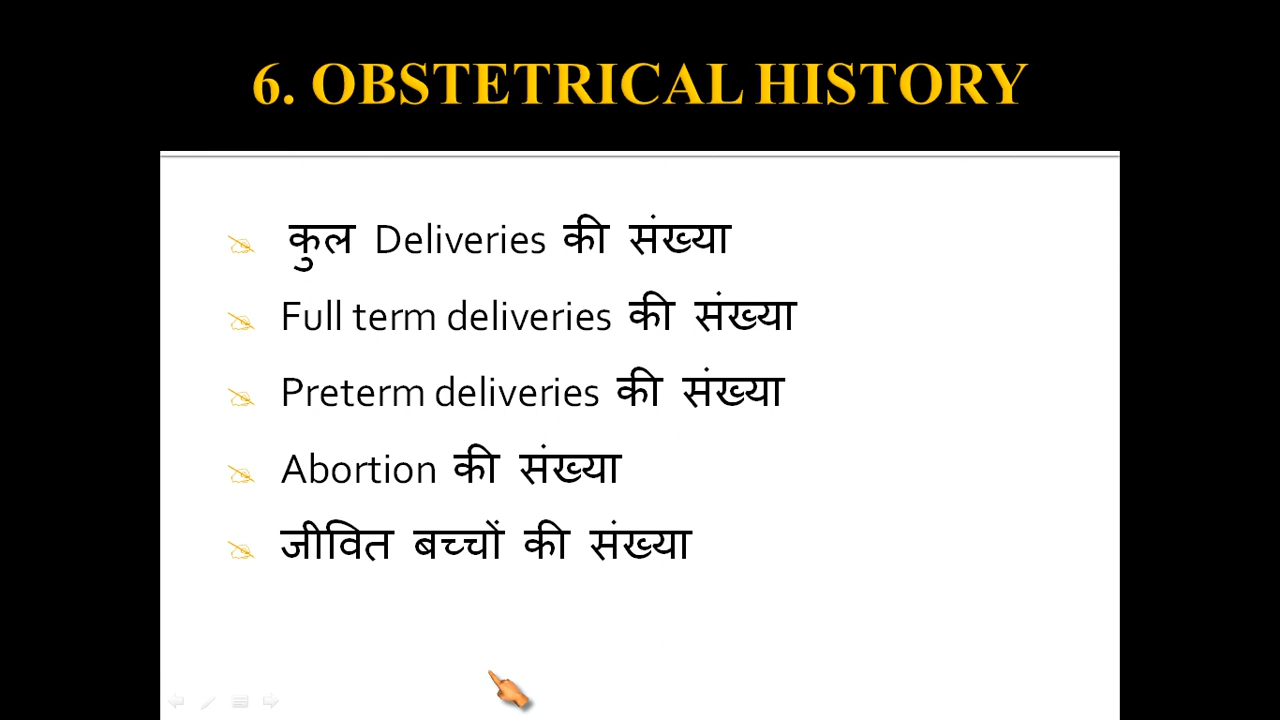 6. OBSTETRICAL HISTORY
कुल Deliveries की संख्या
Full term deliveries की संख्या
Preterm deliveries की संख्या
Abortion की संख्या
जीवित बच्चों की संख्या